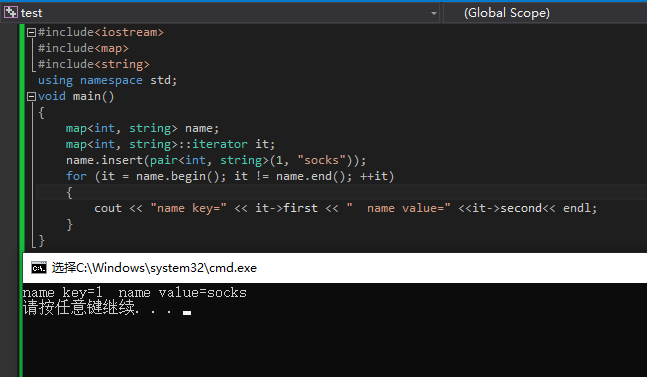 test (Global Scope)
#include<iostream>
#include<map>
#include<string>
using namespace std;
void main()
{
    map<int, string> name;
    map<int, string>::iterator it;
    name.insert(pair<int, string>(1, "socks"));
    for (it = name.begin(); it != name.end(); ++it)
    {
        cout << "name key=" << it->first << "  name value=" <<it->second<< endl;
    }
}
选择C:\Windows\system32\cmd.exe
name key=1  name value=socks
请按任意键继续. . .